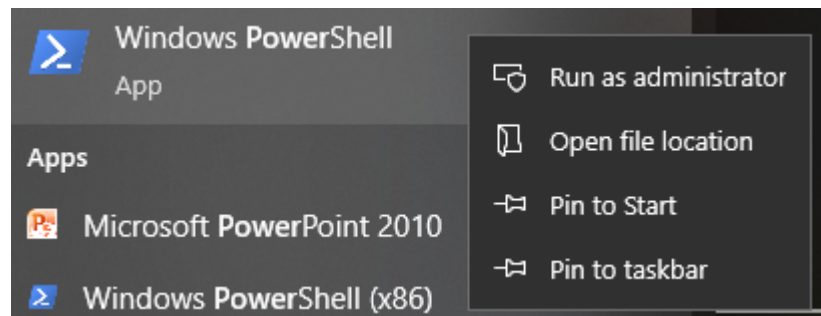 Windows PowerShell
App
Apps
Microsoft PowerPoint 2010
Windows PowerShell (x86)
Run as administrator
Open file location
Pin to Start
Pin to taskbar